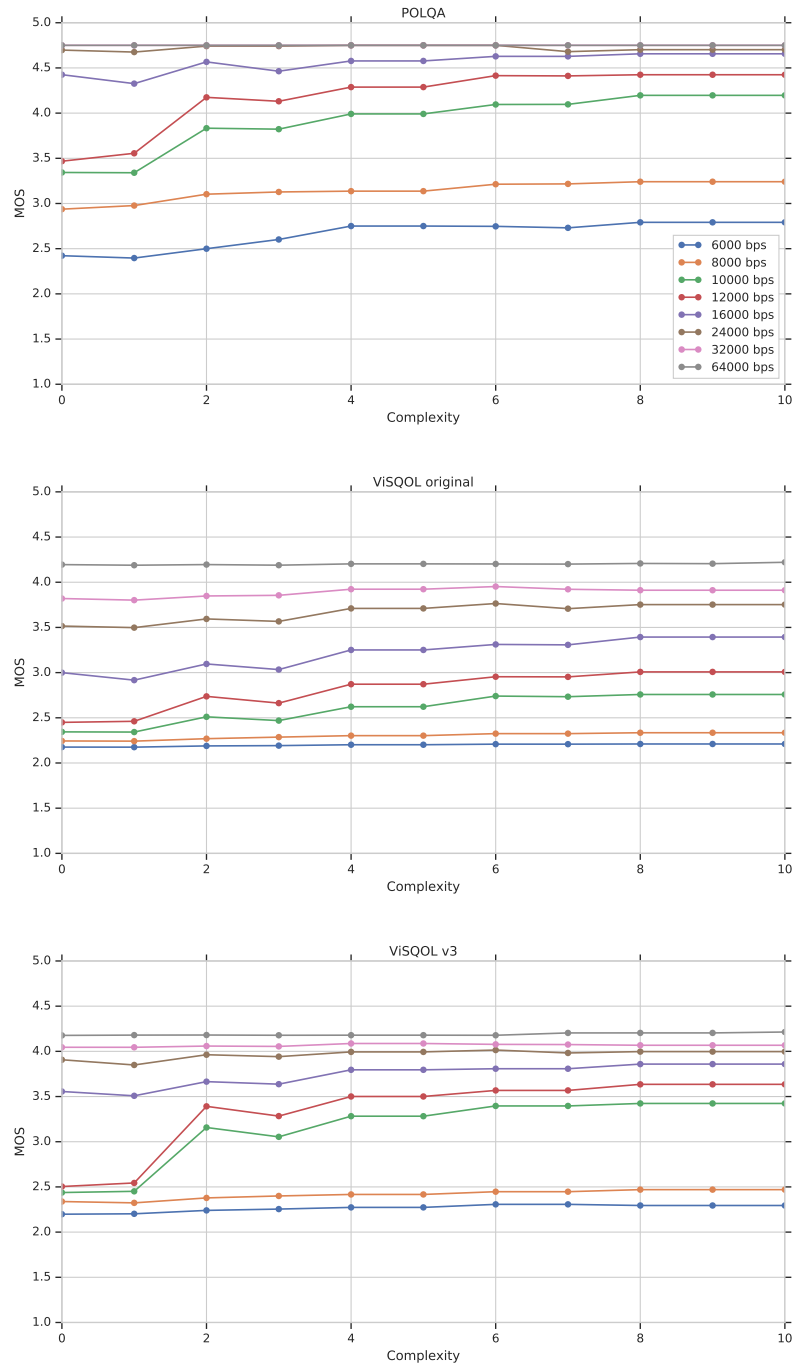 POLQA
5.0
4.5
4.0
3.5
3.0
2.5
2.0
1.5
1.0
MOS
6000 bps
8000 bps
10000 bps
12000 bps
16000 bps
24000 bps
32000 bps
64000 bps
0 2 4 6 8 10
Complexity
ViSQOL original
5.0
4.5
4.0
3.5
3.0
2.5
2.0
1.5
1.0
MOS
0 2 4 6 8 10
Complexity
ViSQOL v3
5.0
4.5
4.0
3.5
3.0
2.5
2.0
1.5
1.0
MOS
0 2 4 6 8 10
Complexity